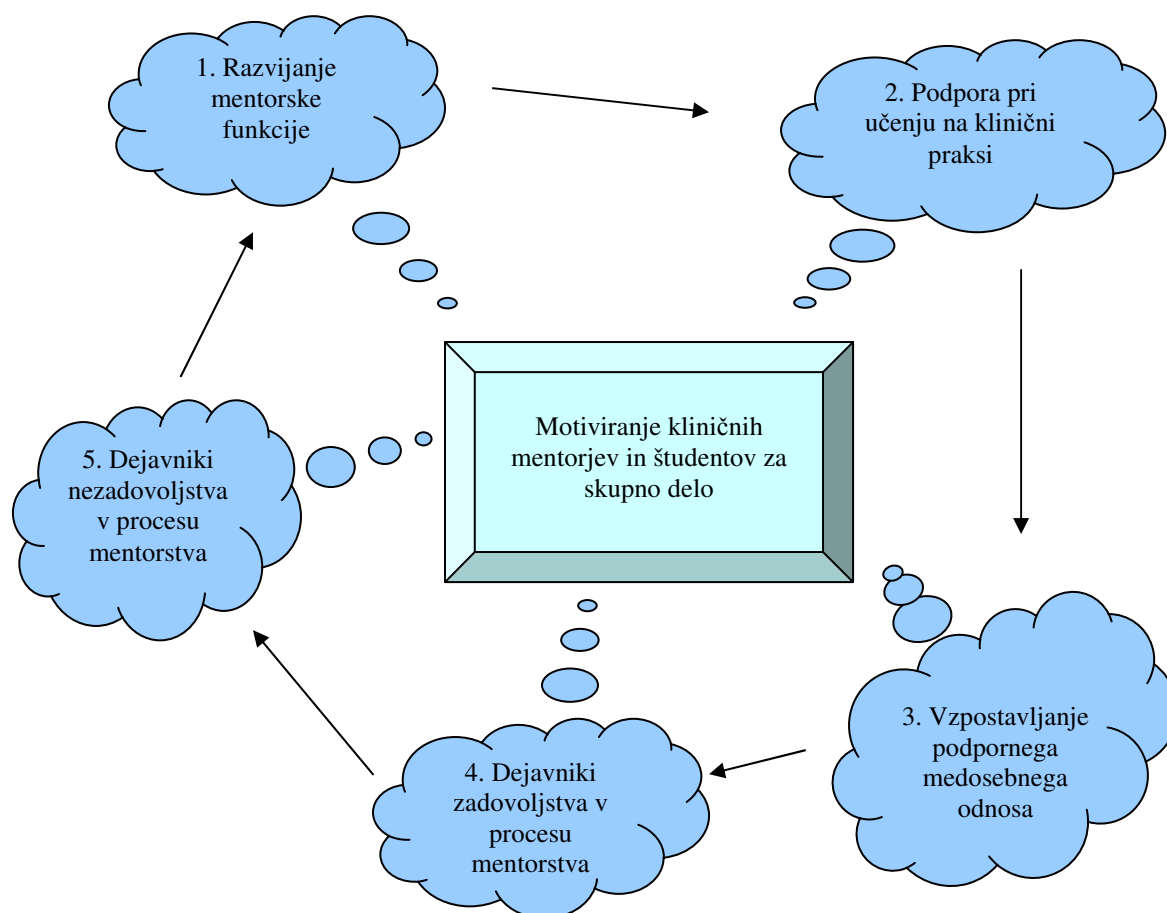 1. Razvijanje
mentorske
funkcije
2. Podpora pri
učenju na klinični
praksi
Motiviranje kliničnih
mentorjev in študentov za
skupno delo
5. Dejavniki
nezadovoljstva
v procesu
mentorstva
3. Vzpostavljanje
podpornega
medosebnega
odnosa
4. Dejavniki
zadovoljstva v
procesu
mentorstva